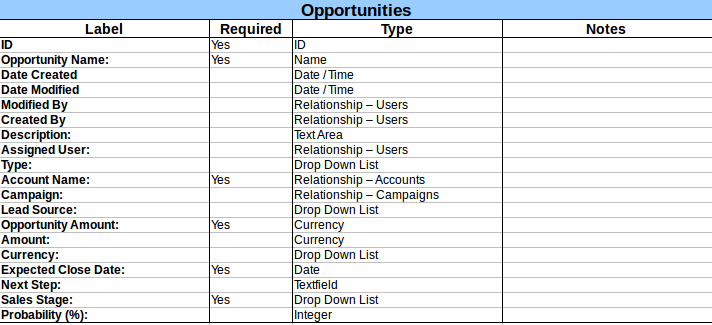 Opportunities
Label Required Type Notes
ID Yes ID
Opportunity Name: Yes Name
Date Created Date / Time
Date Modified Date / Time
Modified By Relationship – Users
Created By Relationship – Users
Description: Text Area
Assigned User: Relationship – Users
Type: Drop Down List
Account Name: Yes Relationship – Accounts
Campaign: Relationship – Campaigns
Lead Source: Drop Down List
Opportunity Amount: Yes Currency
Amount: Currency
Currency: Drop Down List
Expected Close Date: Yes Date
Next Step: Textfield
Sales Stage: Yes Drop Down List
Probability (%): Integer